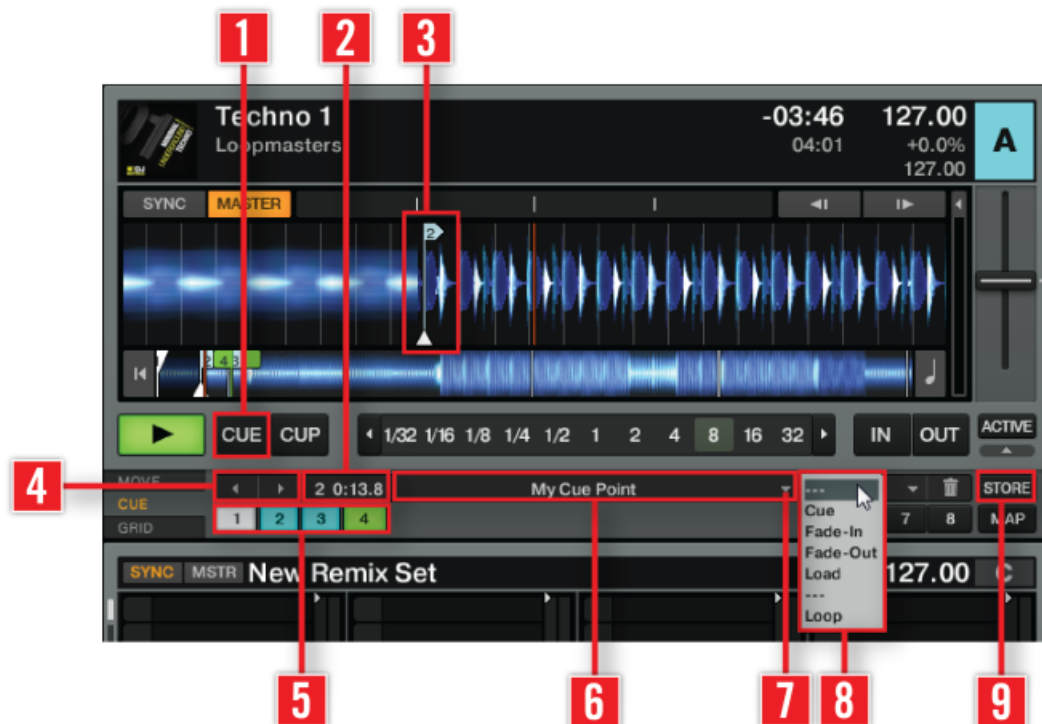 1 2 3
Techno 1 -03:46 127.00 A
Loopmasters 04:01 +0.0%
127.00
SYNC MASTER
2
2 4 3
CUE CUP 1/32 1/16 1/8 1/4 1/2 1 2 4 8 16 32 IN OUT ACTIVE
4 MOVE 2 0:13.8 My Cue Point --- STORE
CUE 1 2 3 4 Cue 7 8 MAP
GRID Fade-In
Fade-Out
SYNC MSTR New Remix Set Load 127.00 C
---
Loop
5 6 7 8 9